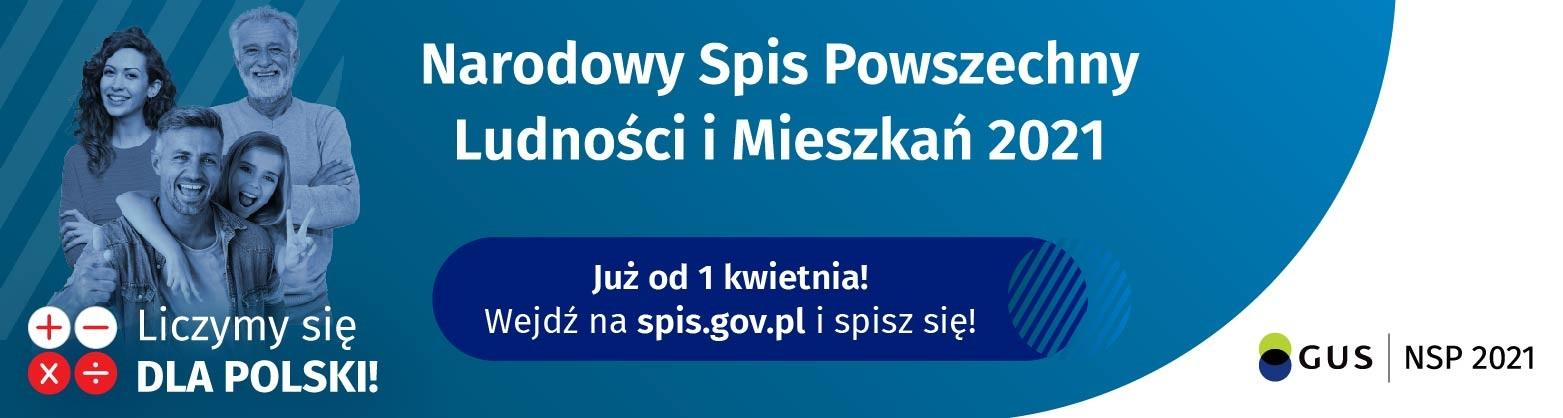 Narodowy Spis Powszechny
Ludności i Mieszkań 2021
Już od 1 kwietnia!
Wejdź na spis.gov.pl i spisz się!
Liczymy się
DLA POLSKI!
GUS | NSP 2021